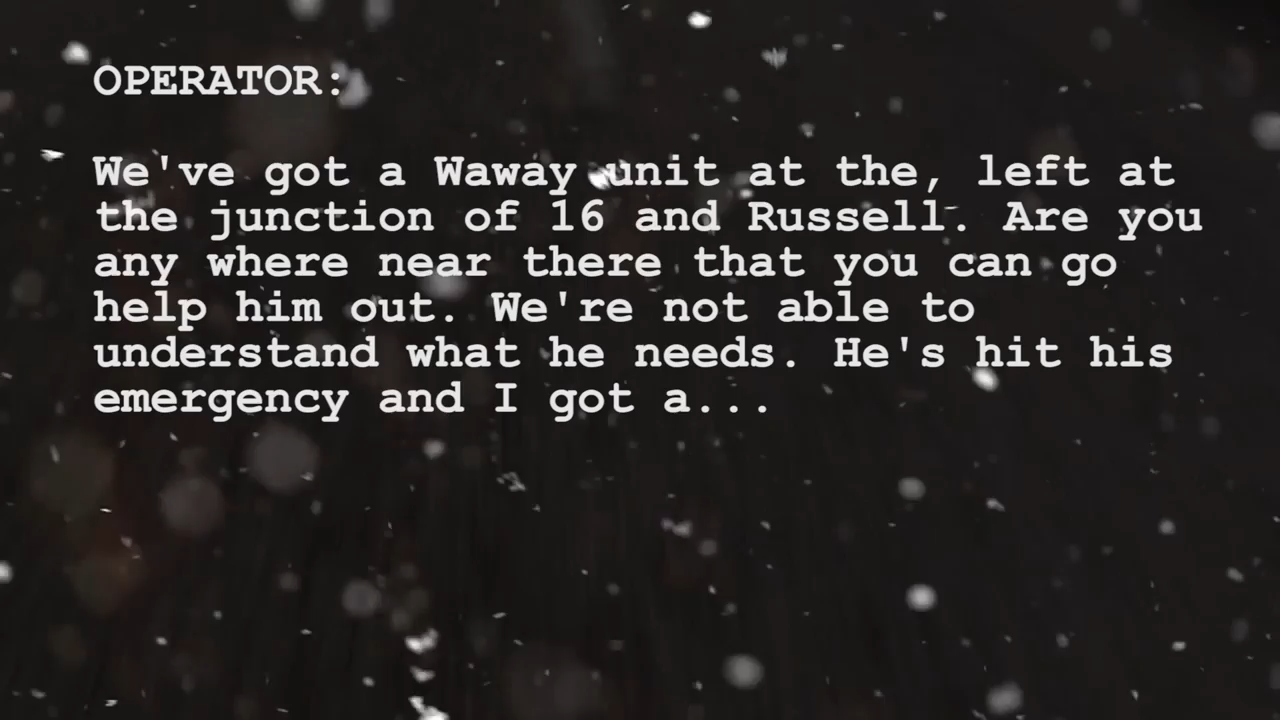 OPERATOR:
We've got a Waway unit at the, left at
the junction of 16 and Russell. Are you
any where near there that you can go
help him out. We're not able to
understand what he needs. He's hit his
emergency and I got a...